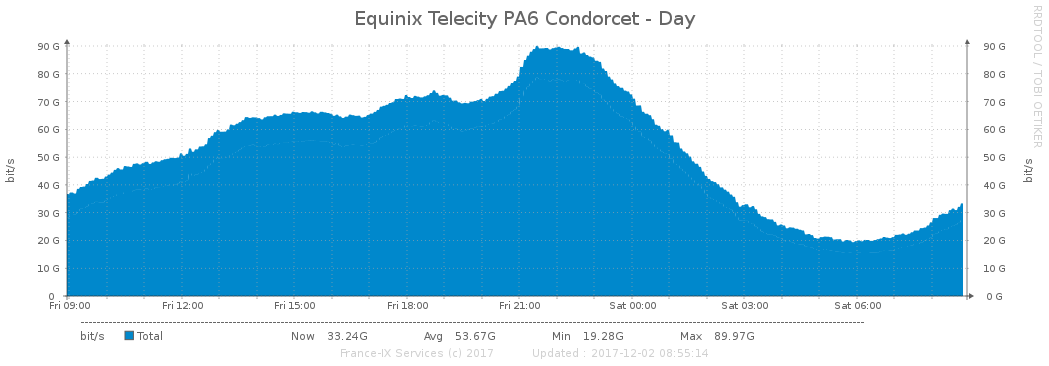 Equinix Telecity PA6 Condorcet - Day
RRDTOOL / TOBI OETIKER
bit/s
90 G
80 G
70 G
60 G
50 G
40 G
30 G
20 G
10 G
0
90 G
80 G
70 G
60 G
50 G
40 G
30 G
20 G
10 G
0 G
bit/s
Fri 09:00 Fri 12:00 Fri 15:00 Fri 18:00 Fri 21:00 Sat 00:00 Sat 03:00 Sat 06:00
bit/s Total Now 33.24G Avg 53.67G Min 19.28G Max 89.97G
France-IX Services (c) 2017 Updated : 2017-12-02 08:55:14